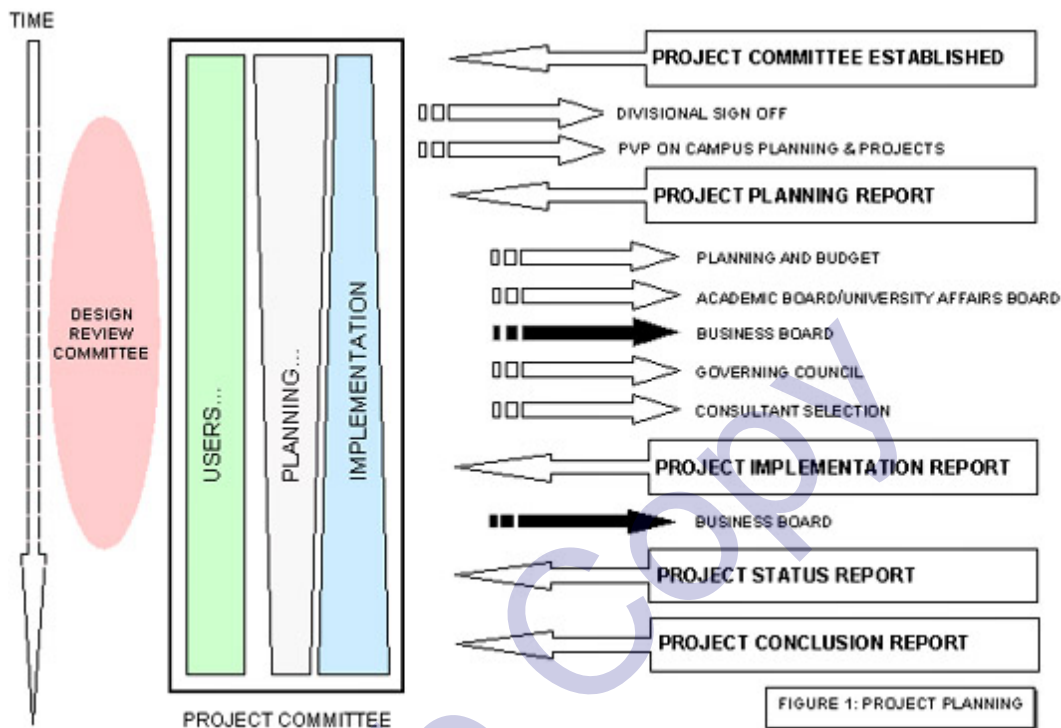 TIME
PROJECT COMMITTEE ESTABLISHED
DIVISIONAL SIGN OFF
PVP ON CAMPUS PLANNING & PROJECTS
PROJECT PLANNING REPORT
PLANNING AND BUDGET
ACADEMIC BOARD/UNIVERSITY AFFAIRS BOARD
BUSINESS BOARD
GOVERNING COUNCIL
CONSULTANT SELECTION
PROJECT IMPLEMENTATION REPORT
BUSINESS BOARD
PROJECT STATUS REPORT
PROJECT CONCLUSION REPORT
DESIGN
REVIEW
COMMITTEE
USERS...
PLANNING...
IMPLEMENTATION
PROJECT COMMITTEE
FIGURE 1: PROJECT PLANNING
Copy